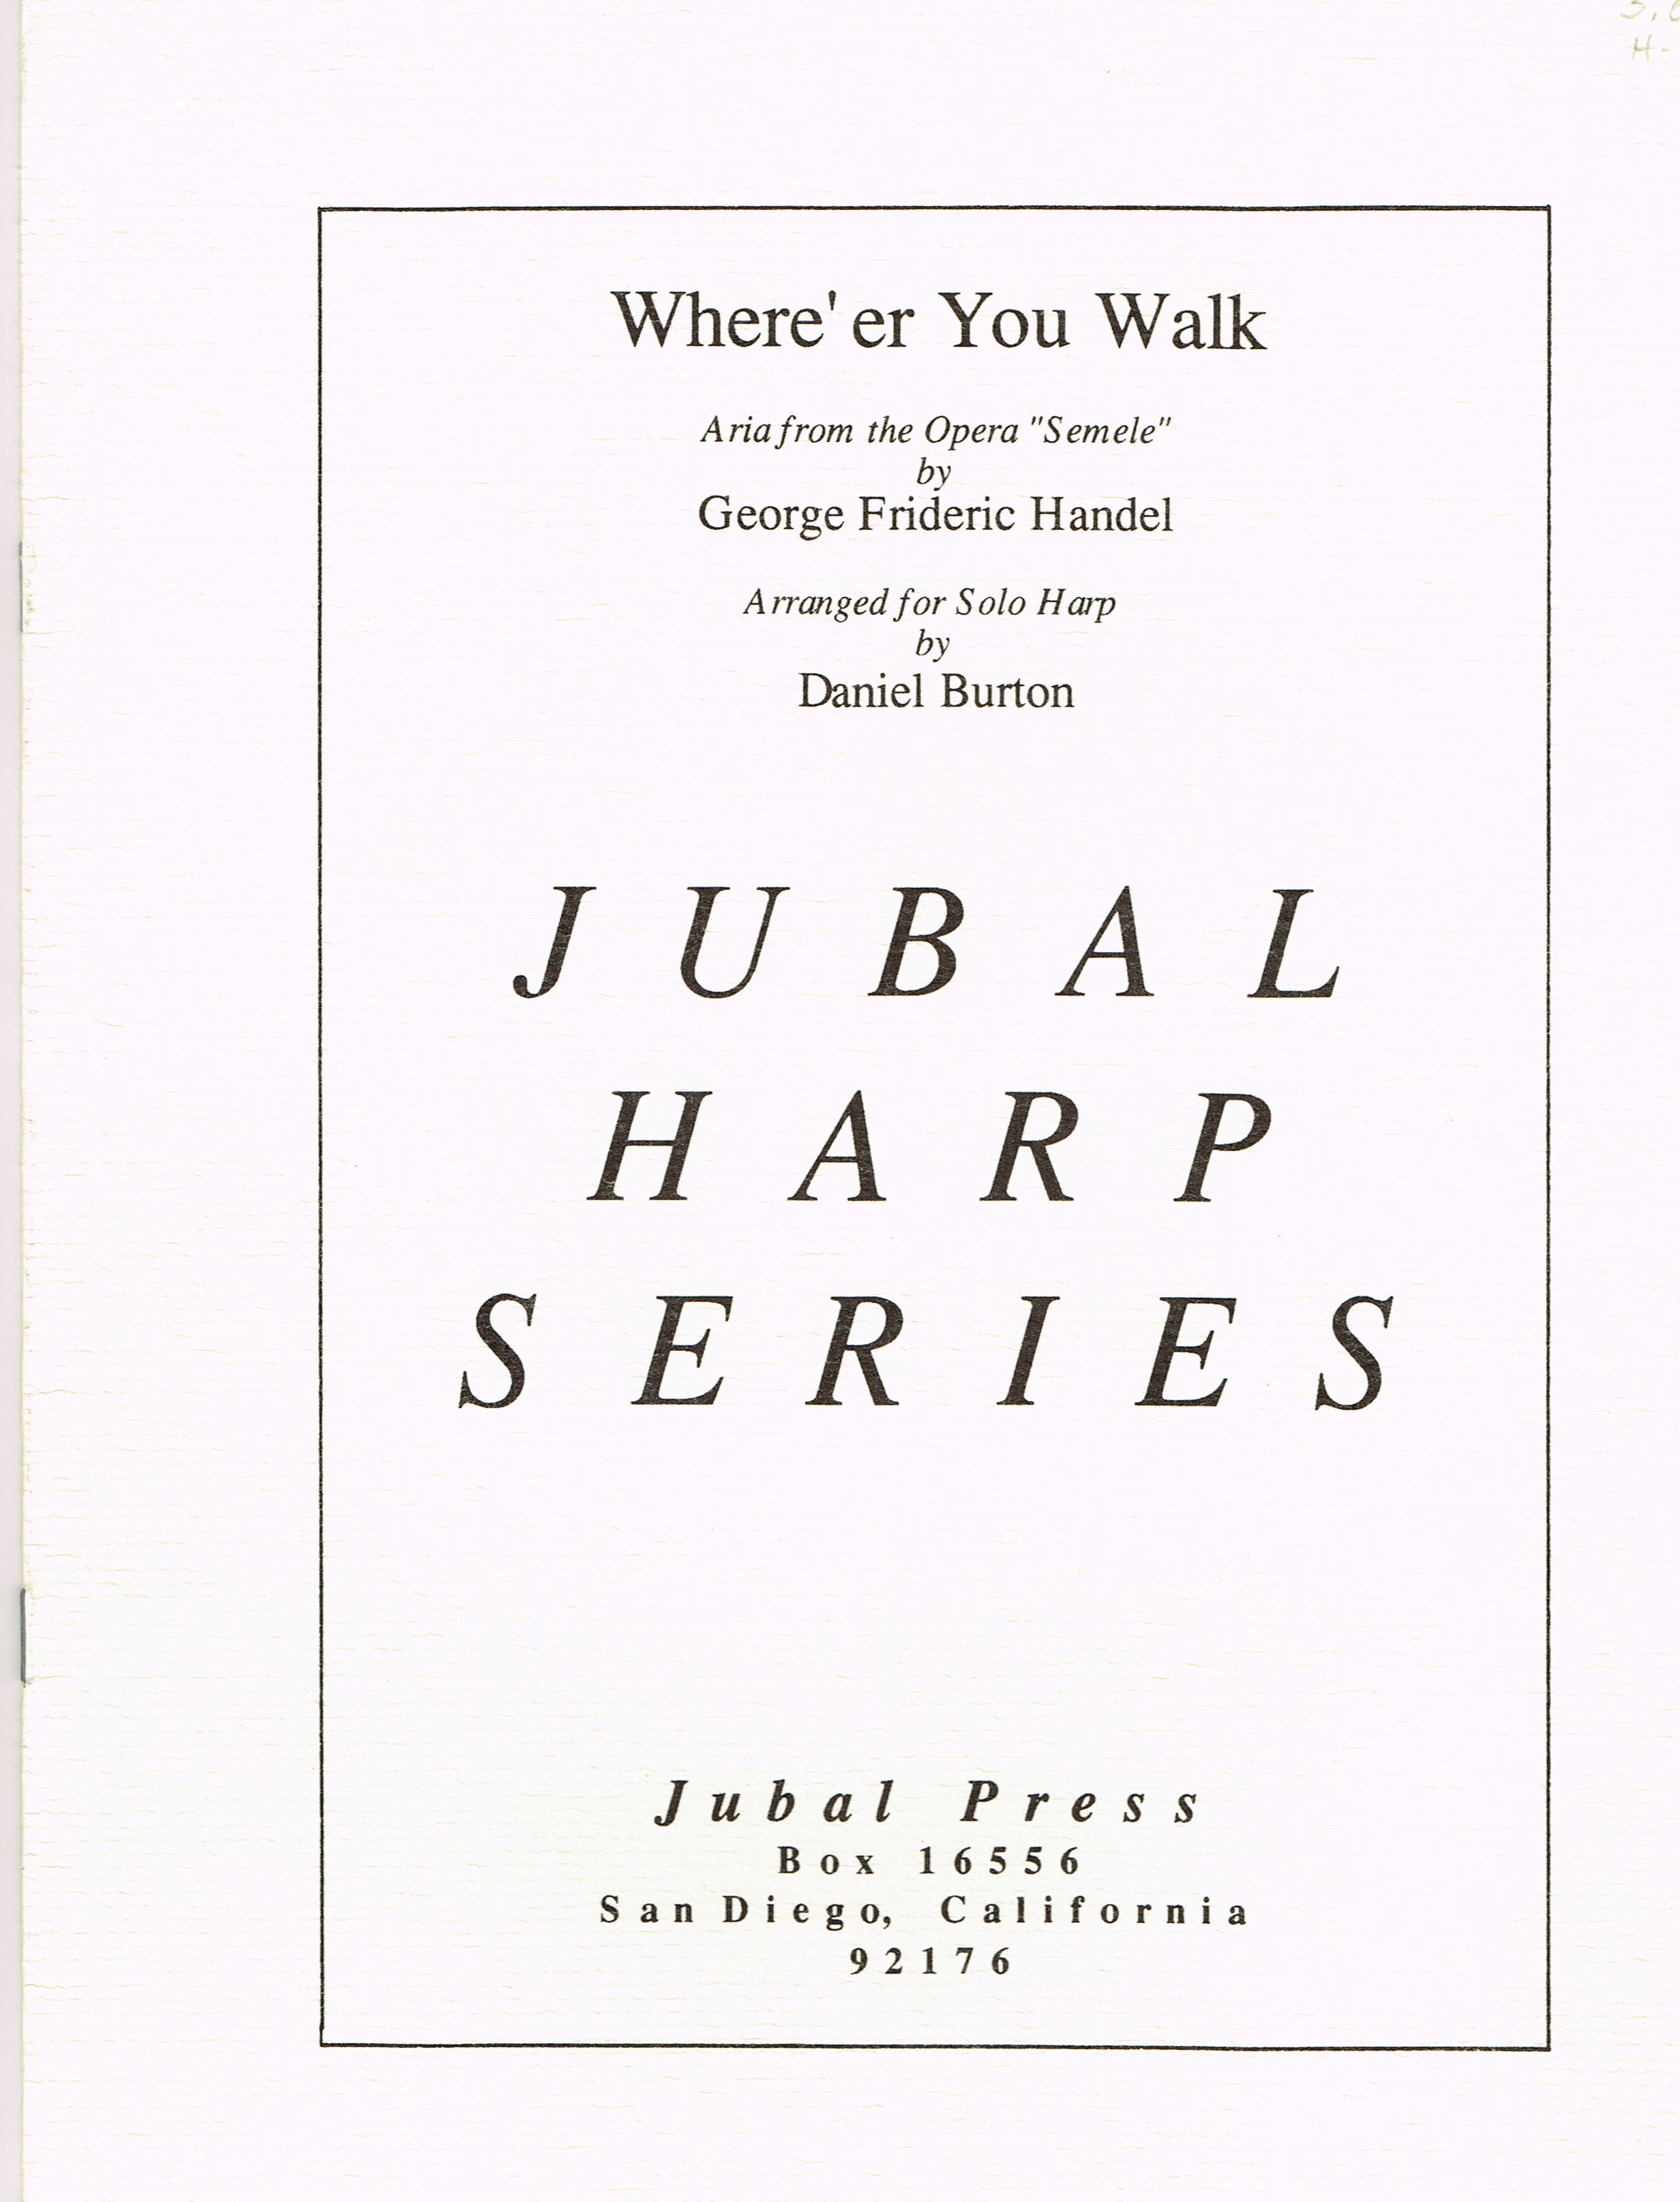 Where'er You Walk
Aria from the Opera "Semele"
by
George Frideric Handel
Arranged for Solo Harp
by
Daniel Burton
JUBAL
HARP
SERIES
Jubal Press
Box 16556
San Diego, California
92176